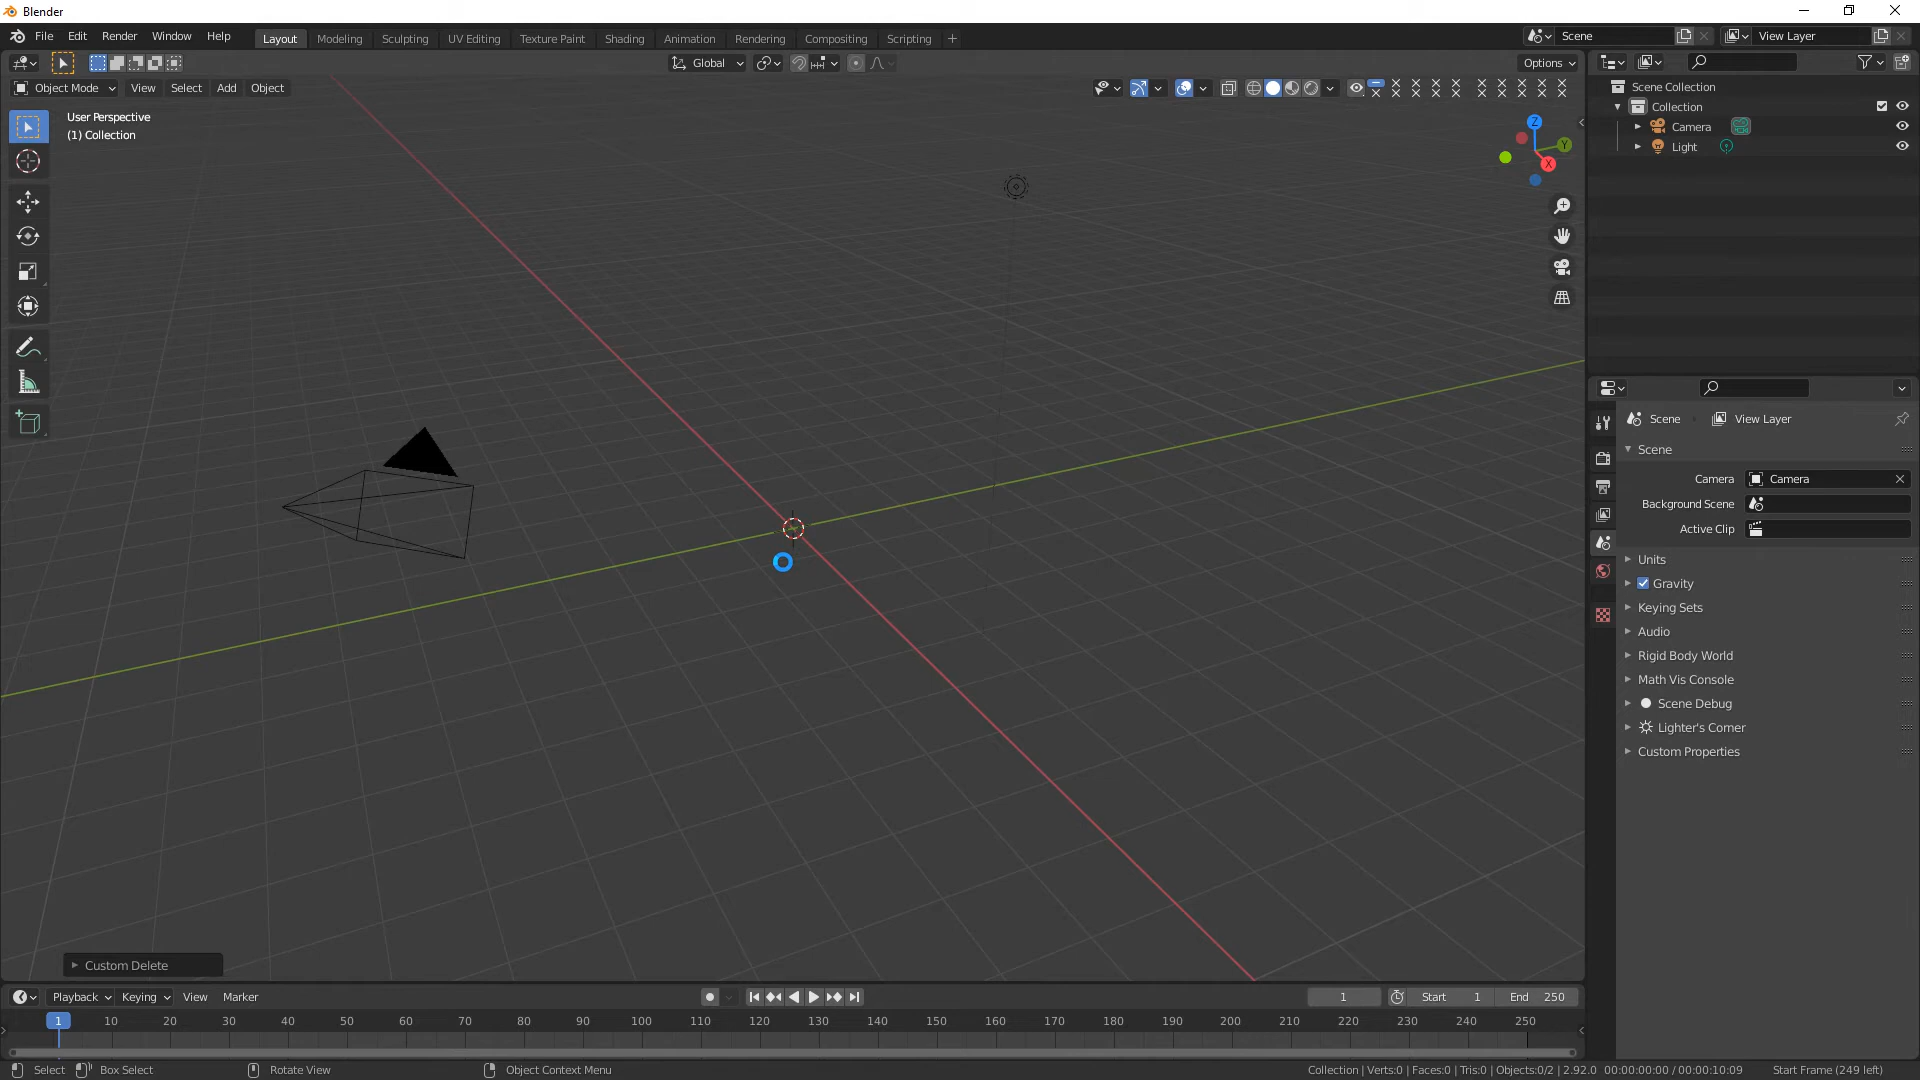 Blender
File Edit Render Window Help
Layout Modeling Sculpting UV Editing Texture Paint Shading Animation Rendering Compositing Scripting +
Scene
View Layer
Global
Options
Object Mode View Select Add Object
User Perspective
(1) Collection
Z
Y
X
Scene Collection
Collection
Camera
Light
Scene View Layer
Scene
Camera Camera
Background Scene
Active Clip
Units
Gravity
Keying Sets
Audio
Rigid Body World
Math Vis Console
Scene Debug
Lighter's Corner
Custom Properties
Custom Delete
Playback Keying View Marker
1 Start 1 End 250
1 10 20 30 40 50 60 70 80 90 100 110 120 130 140 150 160 170 180 190 200 210 220 230 240 250
Select Box Select Rotate View Object Context Menu
Collection | Verts:0 | Faces:0 | Tris:0 | Objects:0/2 | 2.92.0 00:00:00:00 / 00:00:10:09 Start Frame (249 left)